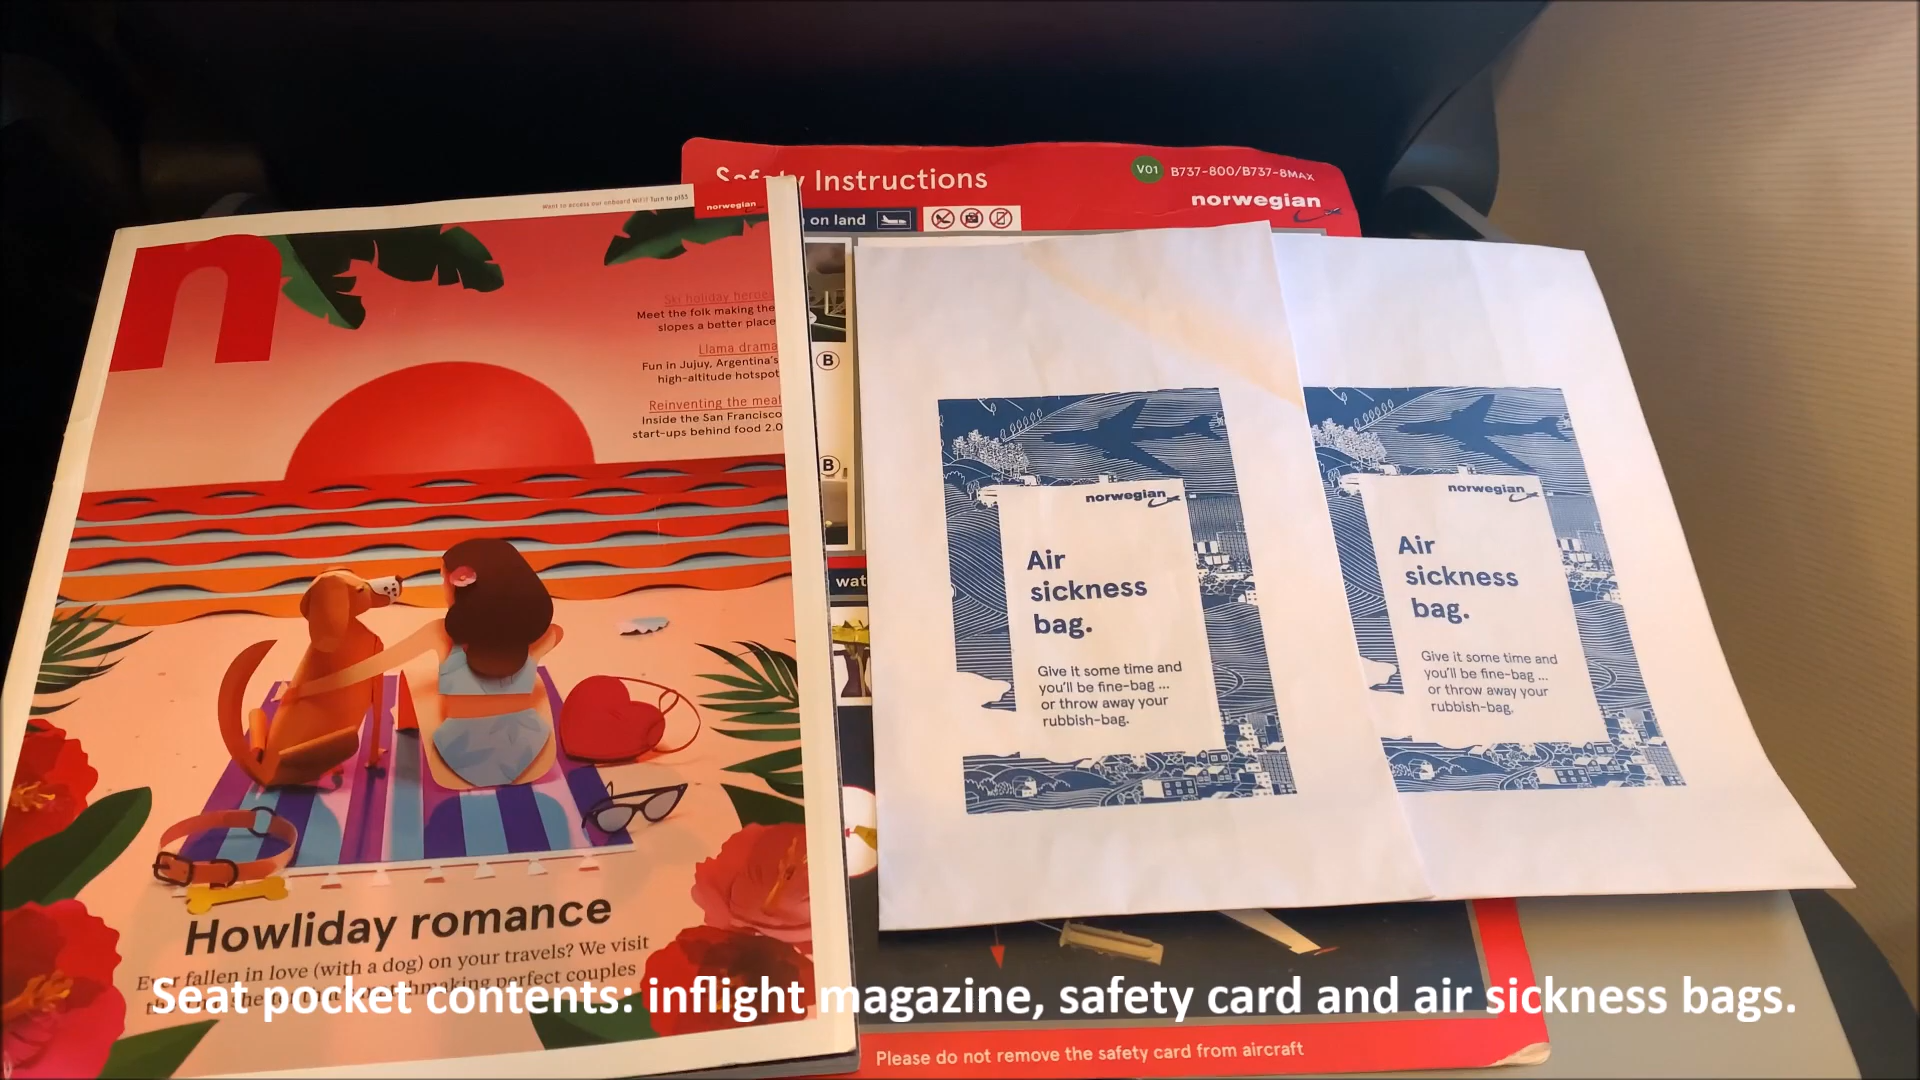 Want to access our onboard WiFi? Turn to p133
norwegian
n
Ski holiday heroes
Meet the folk making the
slopes a better place
Llama drama
Fun in Jujuy, Argentina's
high-altitude hotspot
Reinventing the meal
Inside the San Francisco
start-ups behind food 2.0
Howliday romance
Ever fallen in love (with a dog) on your travels? We visit
perfect couples
Safety Instructions
V01 B737-800/B737-8MAX
norwegian
on land
B
B
wat
norwegian
Air
sickness
bag.
Give it some time and
you'll be fine-bag ...
or throw away your
rubbish-bag.
norwegian
Air
sickness
bag.
Give it some time and
you'll be fine-bag ...
or throw away your
rubbish-bag.
Seat pocket contents: inflight magazine, safety card and air sickness bags.
Please do not remove the safety card from aircraft